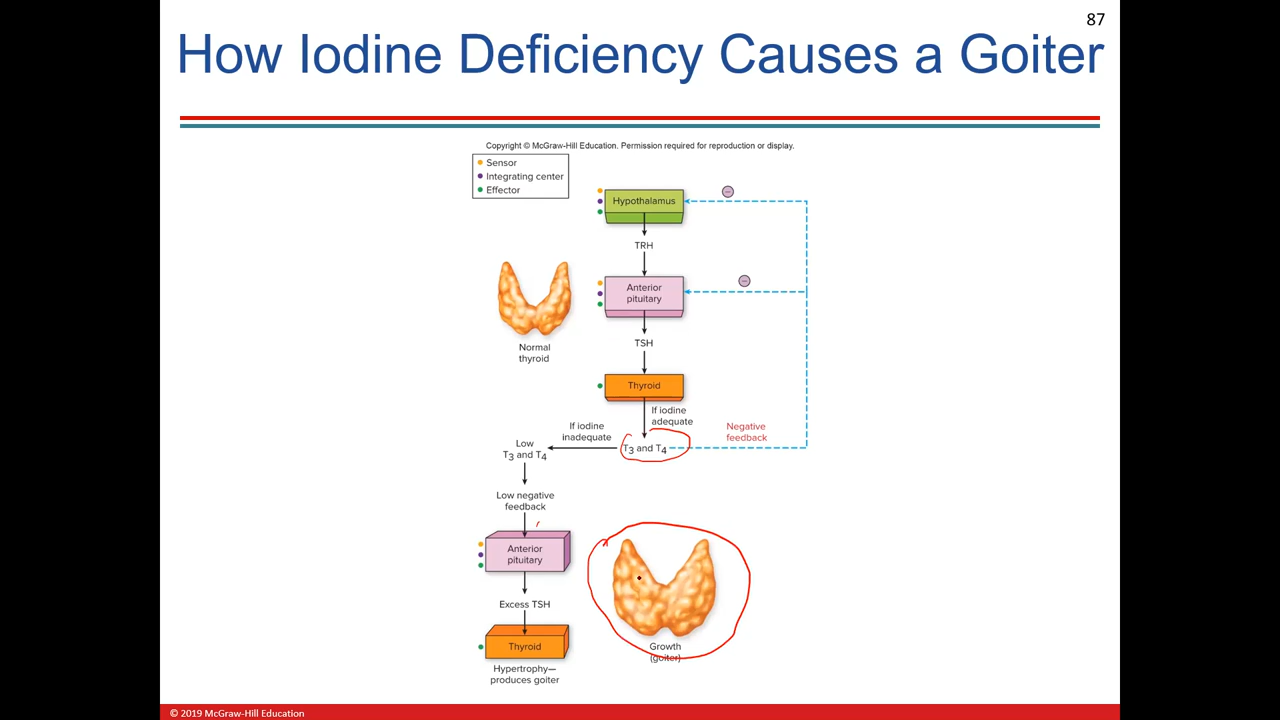 87
How Iodine Deficiency Causes a Goiter
Copyright © McGraw-Hill Education. Permission required for reproduction or display.
Sensor
Integrating center
Effector
Hypothalamus
TRH
Anterior
pituitary
Normal
thyroid
TSH
Thyroid
If iodine
adequate
If iodine
inadequate
Negative
feedback
T3 and T4
Low
T3 and T4
Low negative
feedback
Anterior
pituitary
Excess TSH
Thyroid
Hypertrophy—
produces goiter
Growth
(goiter)
© 2019 McGraw-Hill Education